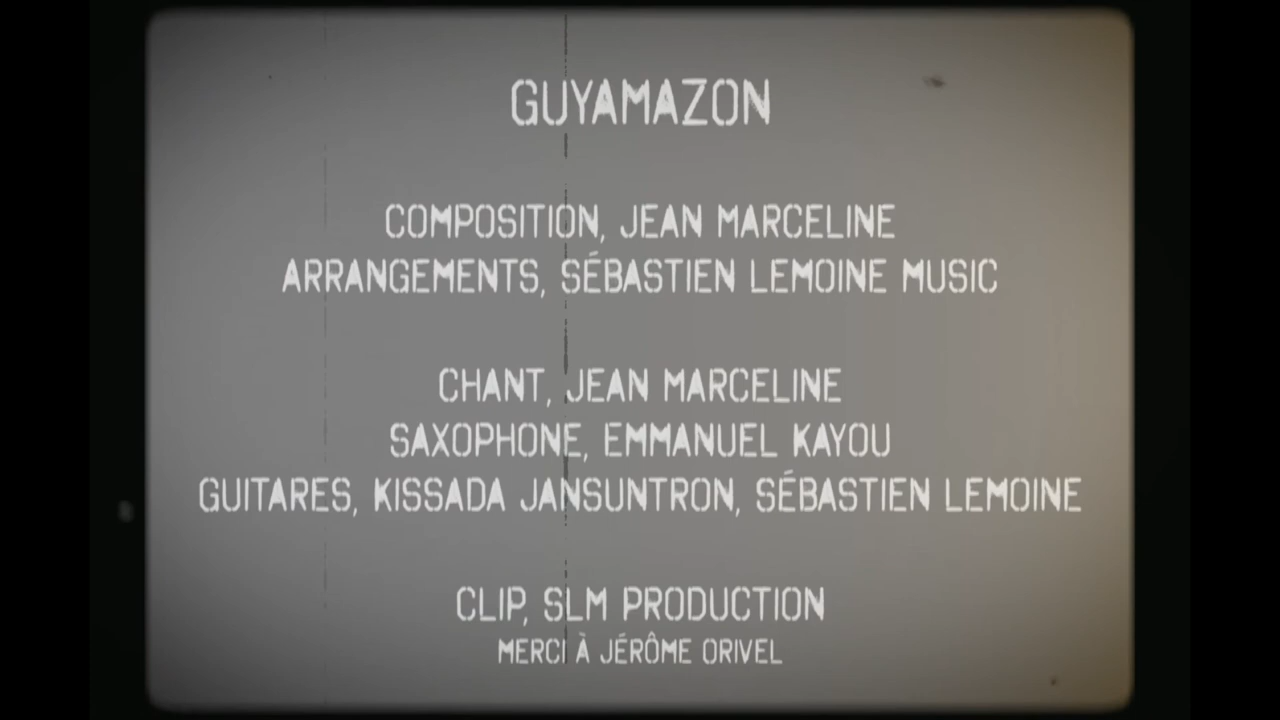 GUYAMAZON
COMPOSITION, JEAN MARCELINE
ARRANGEMENTS, SÉBASTIEN LEMOINE MUSIC
CHANT, JEAN MARCELINE
SAXOPHONE, EMMANUEL KAYOU
GUITARES, KISSADA JANSUNTRON, SÉBASTIEN LEMOINE
CLIP, SLM PRODUCTION
MERCI À JÉRÔME ORIVEL